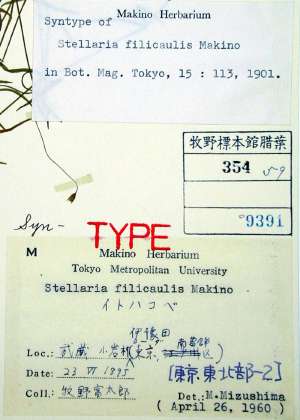 Makino Herbarium
Syntype of
Stellaria filicaulis Makino
in Bot. Mag. Tokyo, 15 : 113, 1901.
牧野標本館腊葉
354
9391
Syn-
TYPE
M
Makino Herbarium
Tokyo Metropolitan University
Stellaria filicaulis Makino
イトハコベ
伊豫田
Loc.: 武蔵 小岩村 東京
Date: 23 VI 1895
[東京東北部-2]
Coll.: 牧野富太郎
Det.: M. Mizushima
( April 26, 1960 )